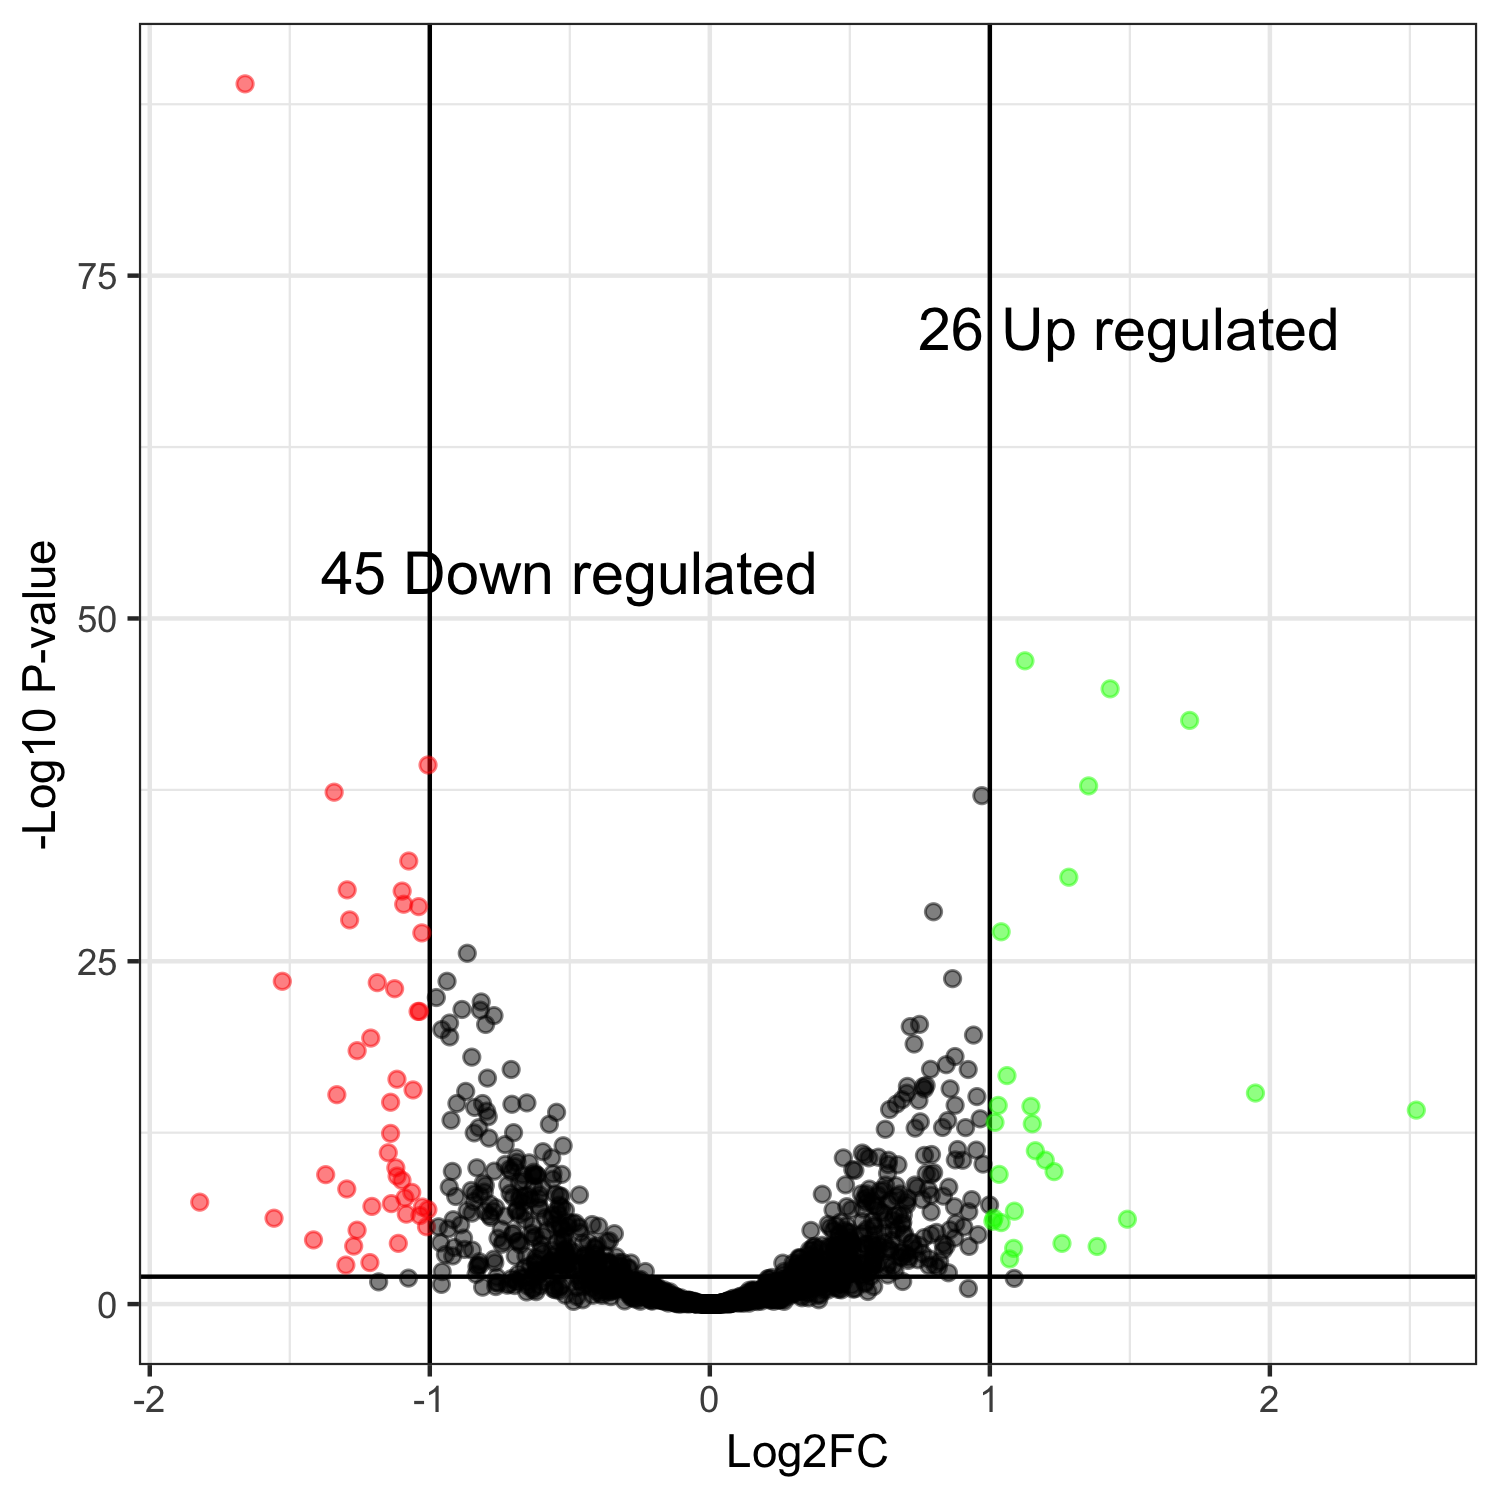 75
26 Up regulated
45 Down regulated
50
25
0
-Log10 P-value
-2 -1 0 1 2
Log2FC